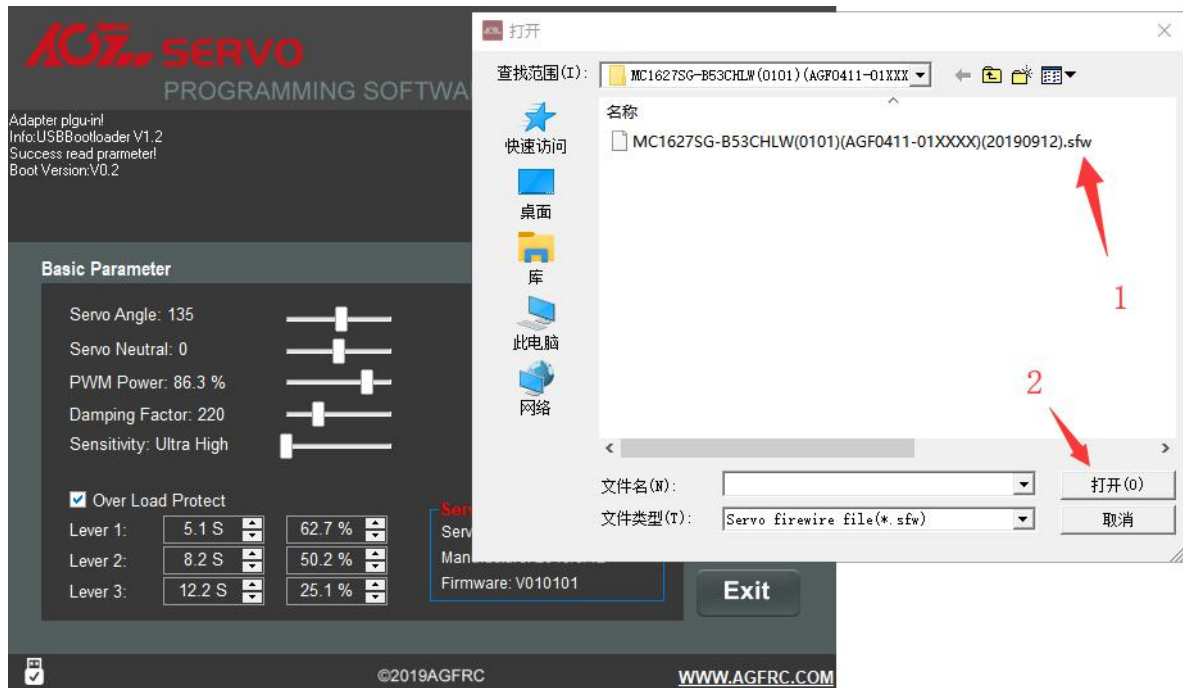 AGFRC SERVO
PROGRAMMING SOFTWA
Adapter plgu-in!
Info:USBBootloader V1.2
Success read prarmeter!
Boot Version:V0.2
Basic Parameter
Servo Angle: 135
Servo Neutral: 0
PWM Power: 86.3 %
Damping Factor: 220
Sensitivity: Ultra High
Over Load Protect
Lever 1: 5.1 S 62.7 %
Lever 2: 8.2 S 50.2 %
Lever 3: 12.2 S 25.1 %
Firmware: V010101
Exit
©2019AGFRC
WWW.AGFRC.COM
打开
查找范围(I): MC1627SG-B53CHLW(0101)(AGF0411-01XXX
名称
MC1627SG-B53CHLW(0101)(AGF0411-01XXXX)(20190912).sfw
快速访问
桌面
库
此电脑
网络
1
2
文件名(N): 打开(O)
文件类型(T): Servo firewire file(*.sfw) 取消